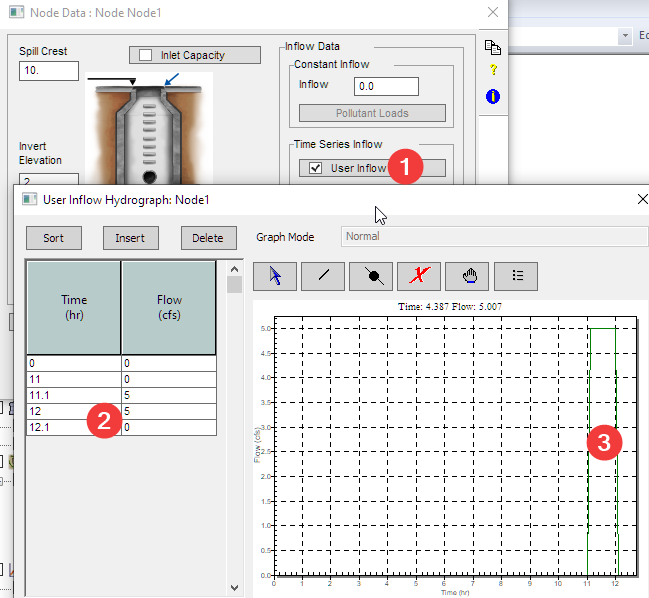 Node Data : Node Node1
Spill Crest
10.
Inlet Capacity
Inflow Data
Constant Inflow
Inflow
0.0
Pollutant Loads
Invert
Elevation
2
Time Series Inflow
User Inflow
1
?
i
User Inflow Hydrograph: Node1
Sort
Insert
Delete
Graph Mode
Normal
Time
(hr)
Flow
(cfs)
0 0
11 0
11.1 5
12 5
12.1 0
2
Time: 4.387 Flow: 5.007
5.0
4.5
4.0
3.5
3.0
2.5
2.0
1.5
1.0
0.5
0.0
Flow (cfs)
3
0 1 2 3 4 5 6 7 8 9 10 11 12
Time (hr)